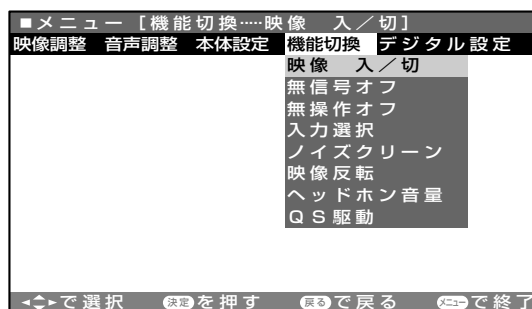 ■メニュー [機能切換……映像 入／切]
映像調整 音声調整 本体設定 機能切換 デジタル設定
映像 入／切
無信号オフ
無操作オフ
入力選択
ノイズクリーン
映像反転
ヘッドホン音量
ＱＳ駆動
で選択 決定を押す 戻るで戻る メニューで終了